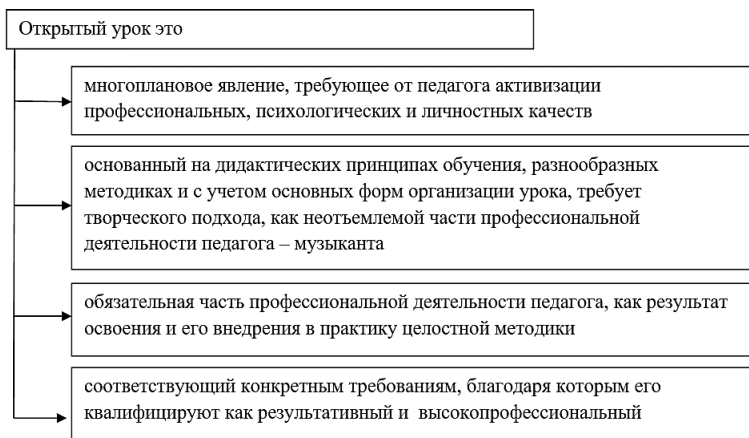 Открытый урок это
многоплановое явление, требующее от педагога активизации
профессиональных, психологических и личностных качеств
основанный на дидактических принципах обучения, разнообразных
методиках и с учетом основных форм организации урока, требует
творческого подхода, как неотъемлемой части профессиональной
деятельности педагога – музыканта
обязательная часть профессиональной деятельности педагога, как результат
освоения и его внедрения в практику целостной методики
соответствующий конкретным требованиям, благодаря которым его
квалифицируют как результативный и  высокопрофессиональный